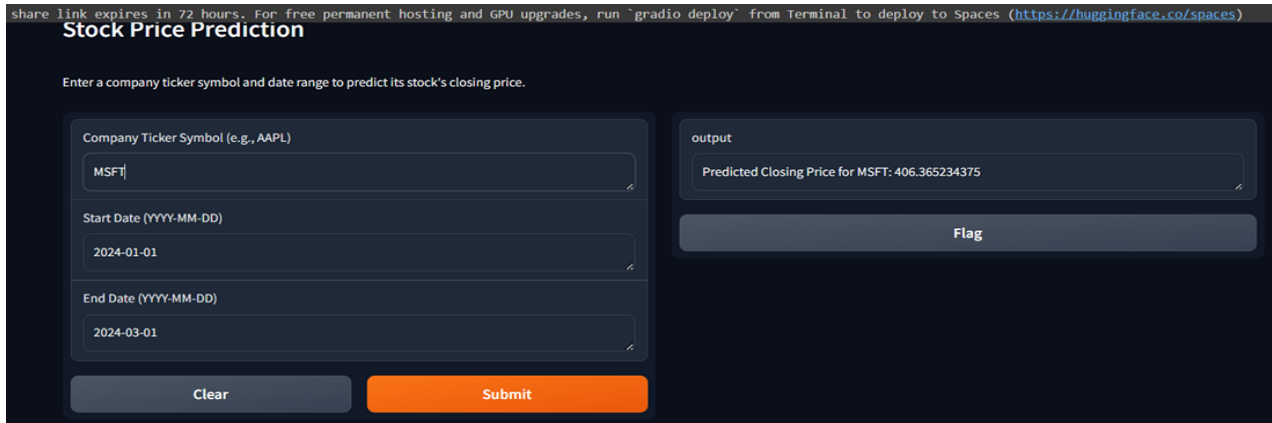 share link expires in 72 hours. For free permanent hosting and GPU upgrades, run `gradio deploy` from Terminal to deploy to Spaces (https://huggingface.co/spaces)
Stock Price Prediction
Enter a company ticker symbol and date range to predict its stock's closing price.
Company Ticker Symbol (e.g., AAPL)
MSFT
Start Date (YYYY-MM-DD)
2024-01-01
End Date (YYYY-MM-DD)
2024-03-01
Clear
Submit
output
Predicted Closing Price for MSFT: 406.365234375
Flag